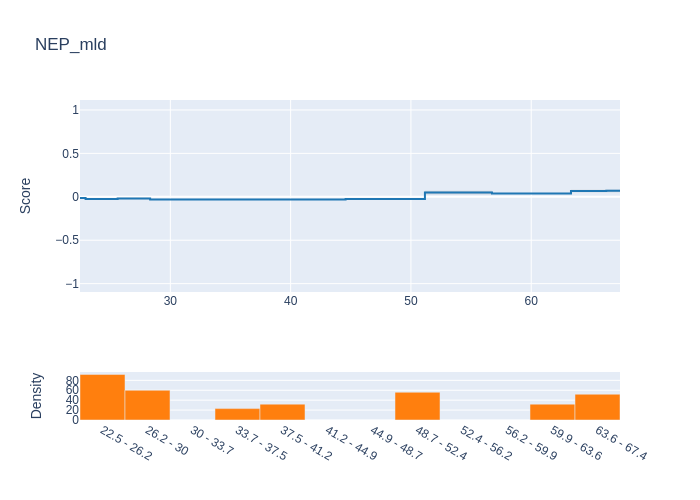 NEP_mld
Score
1
0.5
0
−0.5
−1
30 40 50 60
Density
80
60
40
20
0
22.5 - 26.2
26.2 - 30
30 - 33.7
33.7 - 37.5
37.5 - 41.2
41.2 - 44.9
44.9 - 48.7
48.7 - 52.4
52.4 - 56.2
56.2 - 59.9
59.9 - 63.6
63.6 - 67.4